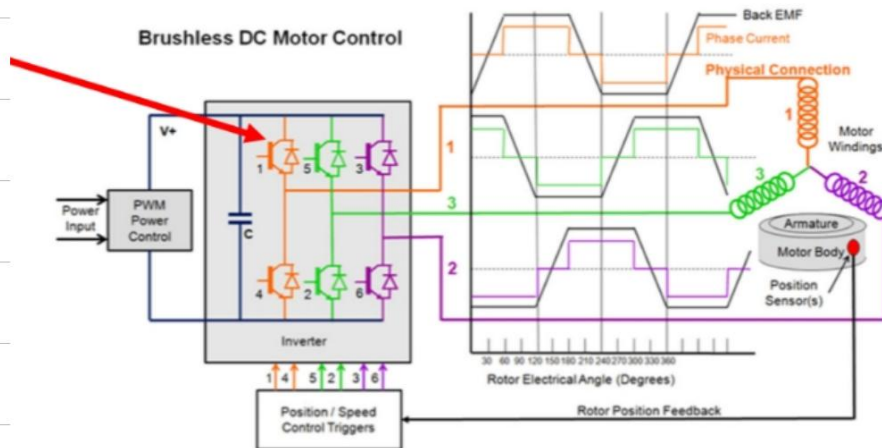 Brushless DC Motor Control
Back EMF
Phase Current
Physical Connection
V+
1
5
3
1
1
Motor
Windings
3
2
Power
Input
PWM
Power
Control
C
3
Armature
Motor Body
4
2
6
2
Position
Sensor(s)
Inverter
30 60 90 120 150 180 210 240 270 300 330 360
Rotor Electrical Angle (Degrees)
1 4 5 2 3 6
Position / Speed
Control Triggers
Rotor Position Feedback